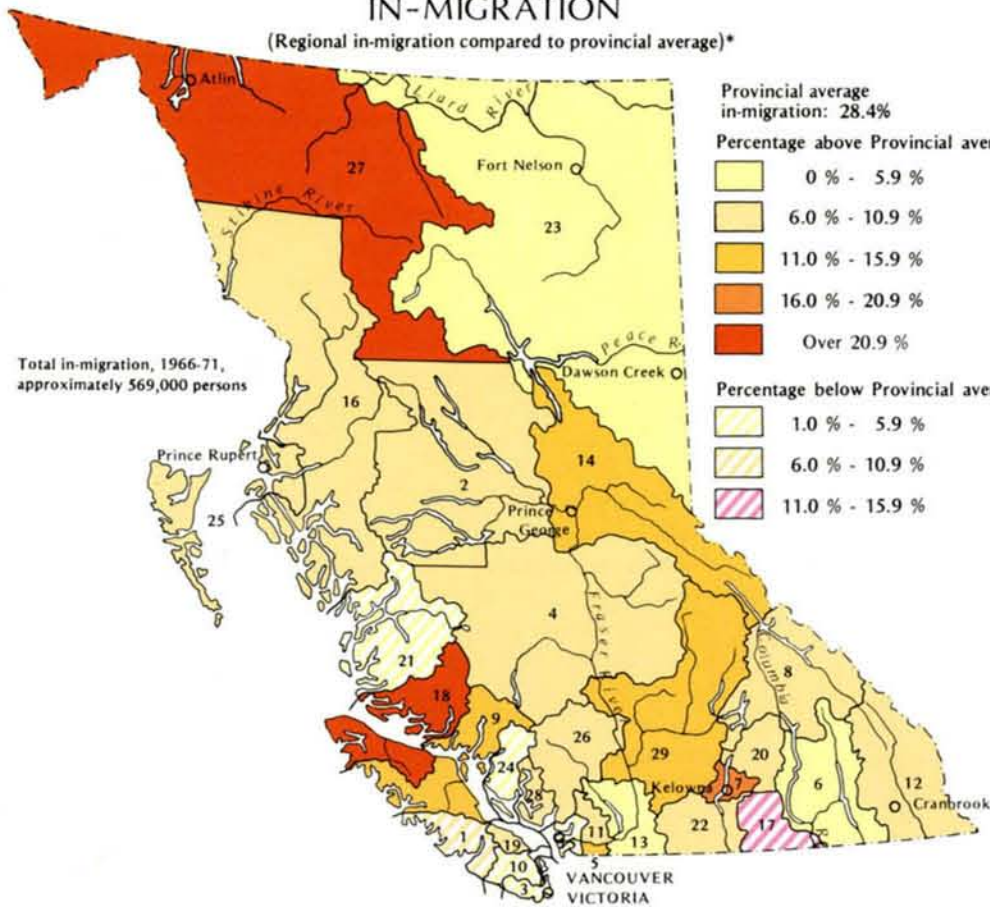 IN-MIGRATION
(Regional in-migration compared to provincial average)*
Atlin
Liard River
Provincial average
in-migration: 28.4%
Percentage above Provincial aver
0 % - 5.9 %
6.0 % - 10.9 %
11.0 % - 15.9 %
16.0 % - 20.9 %
Over 20.9 %
Percentage below Provincial aver
1.0 % - 5.9 %
6.0 % - 10.9 %
11.0 % - 15.9 %
Fort Nelson
27
23
Stikine River
Peace R.
Dawson Creek
Total in-migration, 1966-71,
approximately 569,000 persons
16
Prince Rupert
25
2
14
Prince
George
4
Fraser River
Columbia
8
21
18
9
26
24
29
20
6
12
Kelowna
7
Cranbrook
28
2
11
13
22
17
R.
1
19
10
5
3
VANCOUVER
VICTORIA